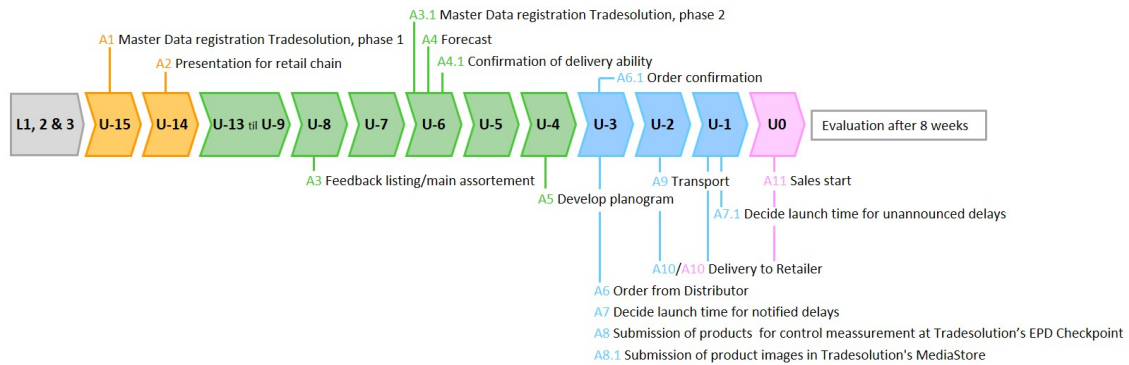 A3.1 Master Data registration Tradesolution, phase 2
A1 Master Data registration Tradesolution, phase 1
A4 Forecast
A2 Presentation for retail chain
A4.1 Confirmation of delivery ability
A6.1 Order confirmation
L1, 2 & 3
U-15
U-14
U-13 til U-9
U-8
U-7
U-6
U-5
U-4
U-3
U-2
U-1
U0
Evaluation after 8 weeks
A3 Feedback listing/main assortement
A9 Transport
A11 Sales start
A5 Develop planogram
A7.1 Decide launch time for unannounced delays
A10/A10 Delivery to Retailer
A6 Order from Distributor
A7 Decide launch time for notified delays
A8 Submission of products for control meassurement at Tradesolution’s EPD Checkpoint
A8.1 Submission of product images in Tradesolution's MediaStore